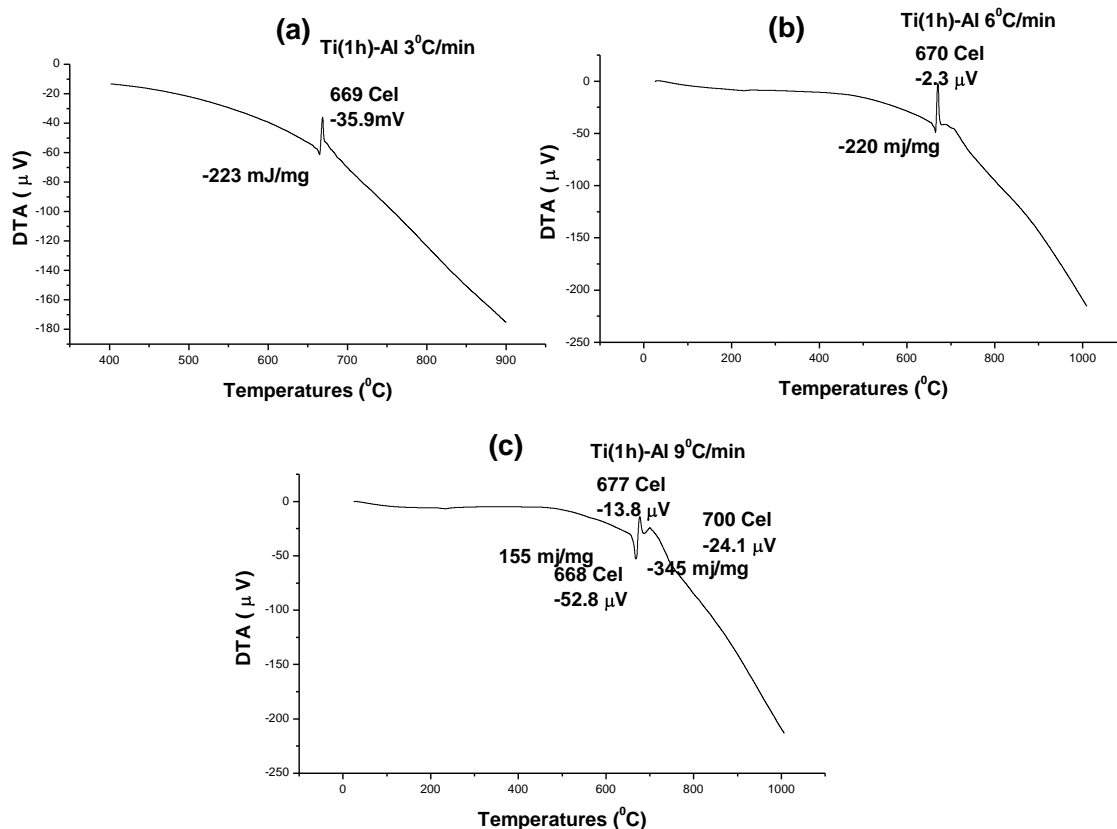 (a)
Ti(1h)-Al 3⁰C/min
669 Cel
-35.9mV
-223 mJ/mg
0
-20
-40
-60
-80
-100
-120
-140
-160
-180
DTA ( μ V)
400 500 600 700 800 900
Temperatures (⁰C)
(b)
Ti(1h)-Al 6⁰C/min
670 Cel
-2.3 μV
-220 mj/mg
0
-50
-100
-150
-200
-250
DTA ( μ V)
0 200 400 600 800 1000
Temperatures (⁰C)
(c)
Ti(1h)-Al 9⁰C/min
677 Cel
-13.8 μV
700 Cel
-24.1 μV
155 mj/mg
-345 mj/mg
668 Cel
-52.8 μV
0
-50
-100
-150
-200
-250
DTA ( μ V)
0 200 400 600 800 1000
Temperatures (⁰C)